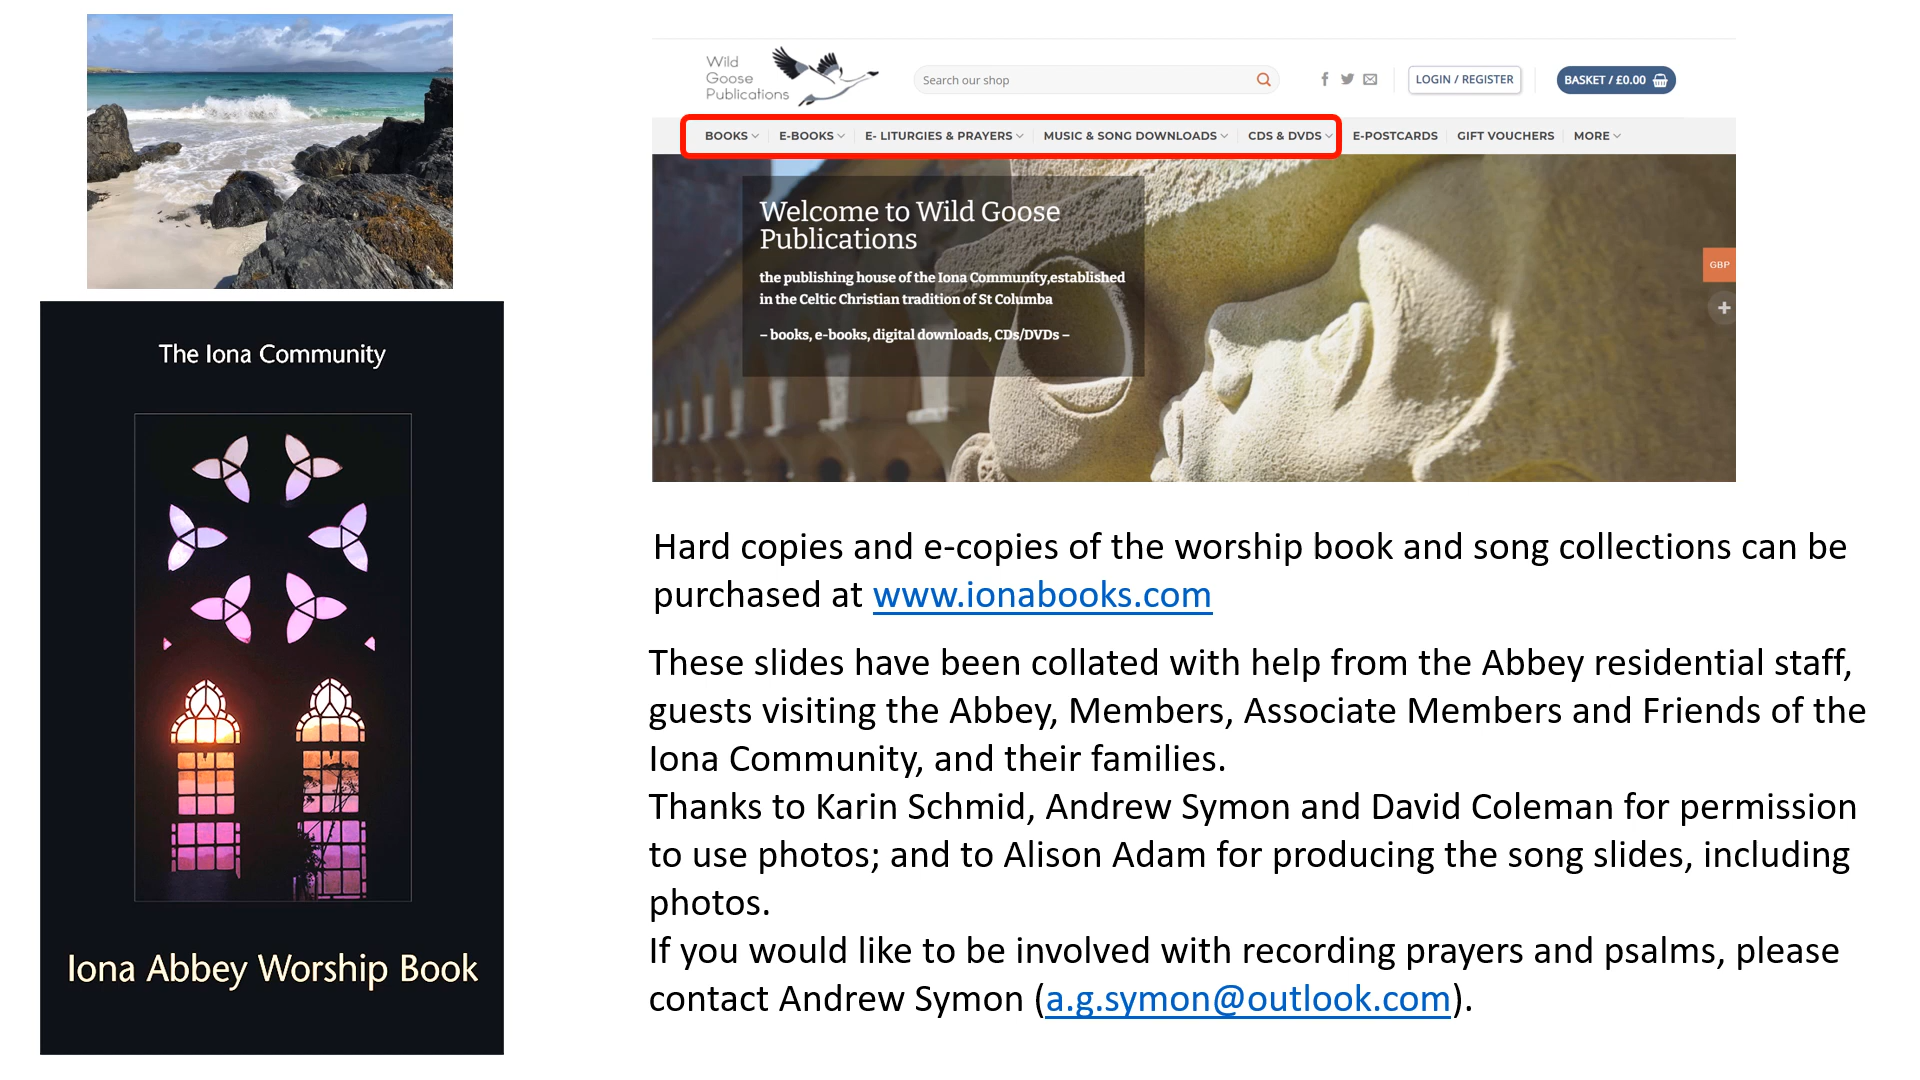 The Iona Community
Iona Abbey Worship Book
Wild
Goose
Publications
Search our shop
LOGIN / REGISTER
BASKET / £0.00
BOOKS E-BOOKS E- LITURGIES & PRAYERS MUSIC & SONG DOWNLOADS CDS & DVDS E-POSTCARDS GIFT VOUCHERS MORE
Welcome to Wild Goose
Publications
the publishing house of the Iona Community,established
in the Celtic Christian tradition of St Columba
– books, e-books, digital downloads, CDs/DVDs –
GBP
+
Hard copies and e-copies of the worship book and song collections can be
purchased at www.ionabooks.com
These slides have been collated with help from the Abbey residential staff,
guests visiting the Abbey, Members, Associate Members and Friends of the
Iona Community, and their families.
Thanks to Karin Schmid, Andrew Symon and David Coleman for permission
to use photos; and to Alison Adam for producing the song slides, including
photos.
If you would like to be involved with recording prayers and psalms, please
contact Andrew Symon (a.g.symon@outlook.com).